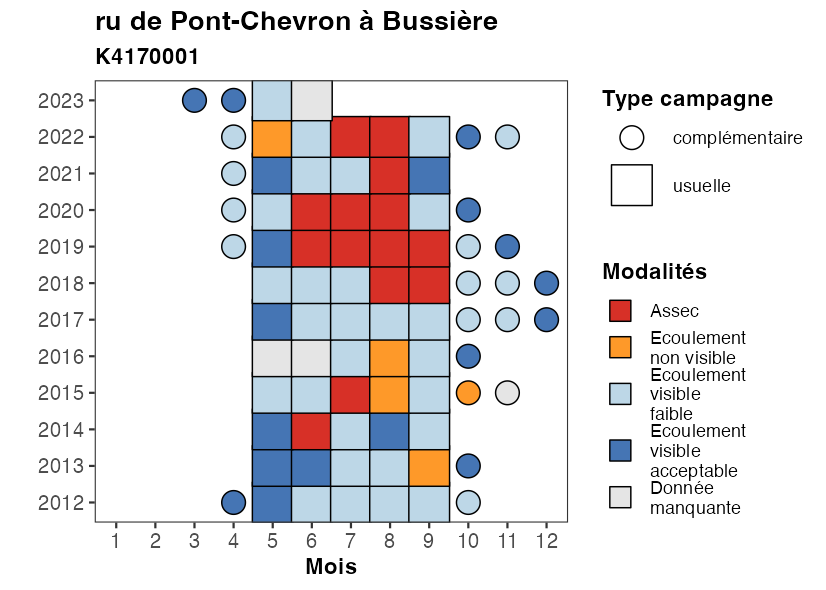 ru de Pont-Chevron à Bussière
K4170001
2023
2022
2021
2020
2019
2018
2017
2016
2015
2014
2013
2012
1 2 3 4 5 6 7 8 9 10 11 12
Mois
Type campagne
complémentaire
usuelle
Modalités
Assec
Ecoulement
non visible
Ecoulement
visible
faible
Ecoulement
visible
acceptable
Donnée
manquante